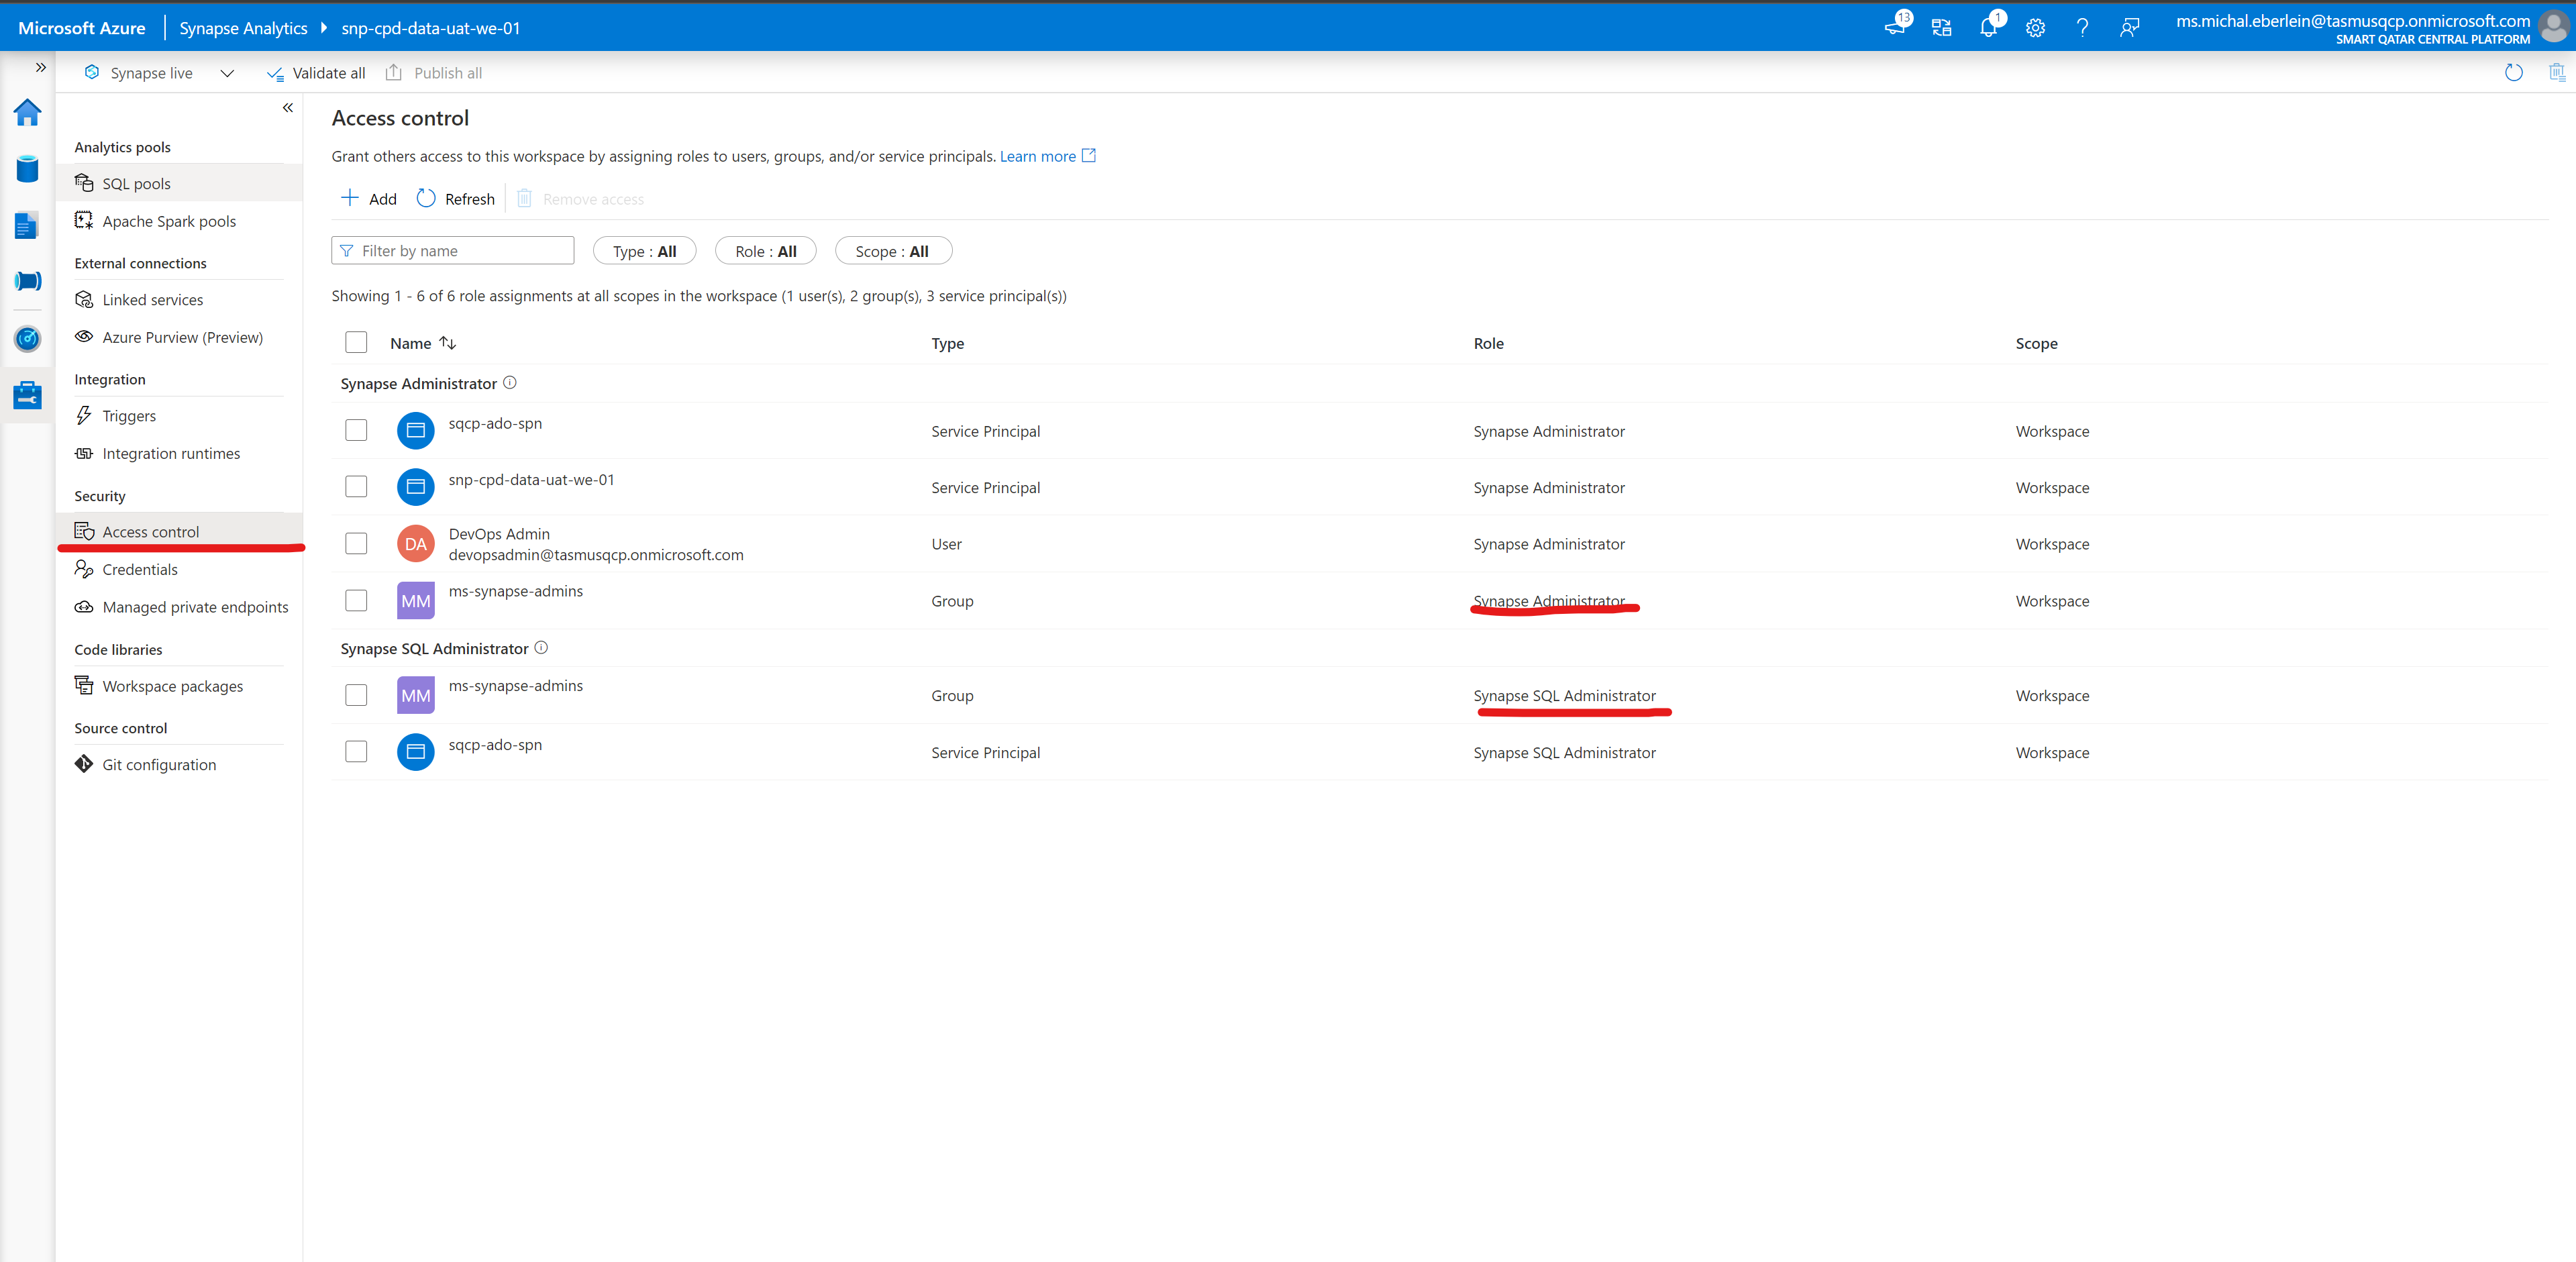 Microsoft Azure Synapse Analytics snp-cpd-data-uat-we-01 13 1 ms.michal.eberlein@tasmusqcp.onmicrosoft.com
SMART QATAR CENTRAL PLATFORM
Synapse live Validate all Publish all
Analytics pools
SQL pools
Apache Spark pools
External connections
Linked services
Azure Purview (Preview)
Integration
Triggers
Integration runtimes
Security
Access control
Credentials
Managed private endpoints
Code libraries
Workspace packages
Source control
Git configuration
Access control
Grant others access to this workspace by assigning roles to users, groups, and/or service principals. Learn more
Add Refresh Remove access
Filter by name Type : All Role : All Scope : All
Showing 1 - 6 of 6 role assignments at all scopes in the workspace (1 user(s), 2 group(s), 3 service principal(s))
Name Type Role Scope
Synapse Administrator
sqcp-ado-spn Service Principal Synapse Administrator Workspace
snp-cpd-data-uat-we-01 Service Principal Synapse Administrator Workspace
DA DevOps Admin User Synapse Administrator Workspace
devopsadmin@tasmusqcp.onmicrosoft.com
MM ms-synapse-admins Group Synapse Administrator Workspace
Synapse SQL Administrator
MM ms-synapse-admins Group Synapse SQL Administrator Workspace
sqcp-ado-spn Service Principal Synapse SQL Administrator Workspace